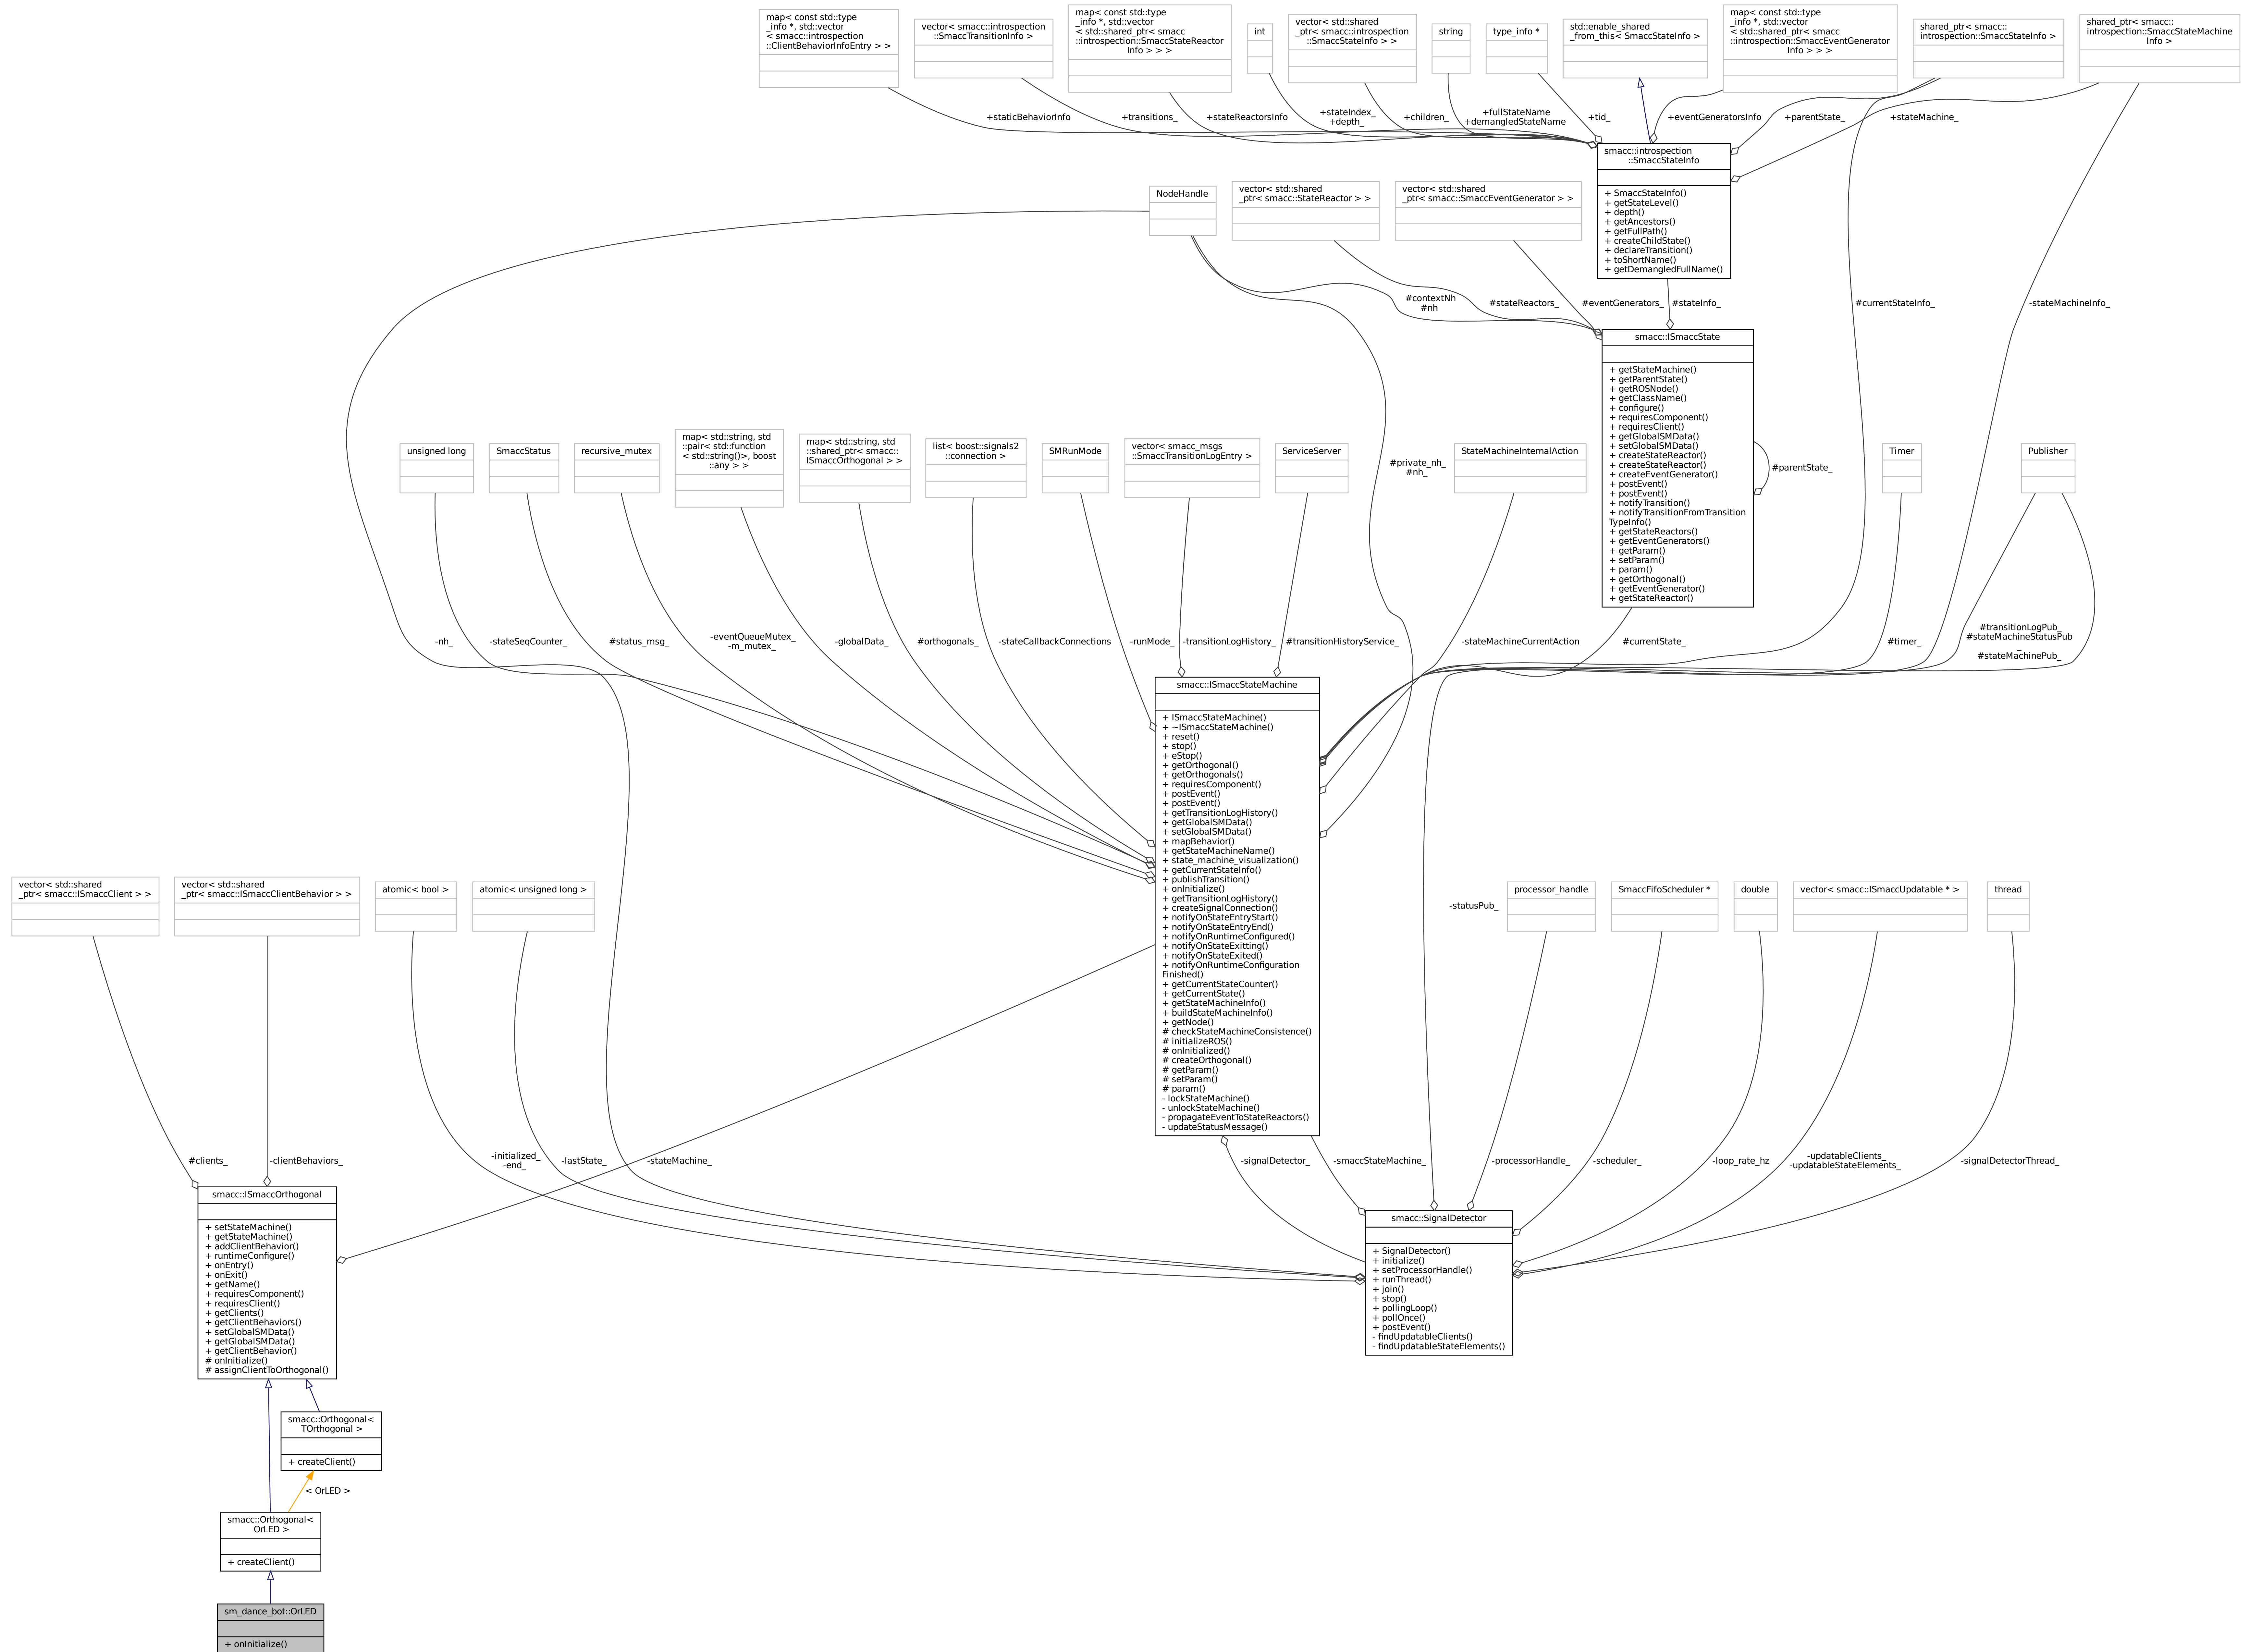 map< const std::type
_info *, std::vector
< smacc::introspection
::ClientBehaviorInfoEntry > >
vector< smacc::introspection
::SmaccTransitionInfo >
map< const std::type
_info *, std::vector
< std::shared_ptr< smacc
::introspection::SmaccStateReactor
Info > > >
int
vector< std::shared
_ptr< smacc::introspection
::SmaccStateInfo > >
string
type_info *
std::enable_shared
_from_this< SmaccStateInfo >
map< const std::type
_info *, std::vector
< std::shared_ptr< smacc
::introspection::SmaccEventGenerator
Info > > >
shared_ptr< smacc::
introspection::SmaccStateInfo >
shared_ptr< smacc::
introspection::SmaccStateMachine
Info >
+staticBehaviorInfo
+transitions_
+stateReactorsInfo
+stateIndex_
+depth_
+children_
+fullStateName
+demangledStateName
+tid_
+eventGeneratorsInfo
+parentState_
+stateMachine_
smacc::introspection
::SmaccStateInfo
+ SmaccStateInfo()
+ getStateLevel()
+ depth()
+ getAncestors()
+ getFullPath()
+ createChildState()
+ declareTransition()
+ toShortName()
+ getDemangledFullName()
NodeHandle
vector< std::shared
_ptr< smacc::StateReactor > >
vector< std::shared
_ptr< smacc::SmaccEventGenerator > >
#contextNh
#nh
#stateReactors_
#eventGenerators_
#stateInfo_
#currentStateInfo_
-stateMachineInfo_
smacc::ISmaccState
+ getStateMachine()
+ getParentState()
+ getROSNode()
+ getClassName()
+ configure()
+ requiresComponent()
+ requiresClient()
+ getGlobalSMData()
+ setGlobalSMData()
+ createStateReactor()
+ createStateReactor()
+ createEventGenerator()
+ postEvent()
+ postEvent()
+ notifyTransition()
+ notifyTransitionFromTransition
TypeInfo()
+ getStateReactors()
+ getEventGenerators()
+ getParam()
+ setParam()
+ param()
+ getOrthogonal()
+ getEventGenerator()
+ getStateReactor()
#parentState_
unsigned long
SmaccStatus
recursive_mutex
map< std::string, std
::pair< std::function
< std::string()>, boost
::any > >
map< std::string, std
::shared_ptr< smacc::
ISmaccOrthogonal > >
list< boost::signals2
::connection >
SMRunMode
vector< smacc_msgs
::SmaccTransitionLogEntry >
ServiceServer
#private_nh_
#nh_
StateMachineInternalAction
Timer
Publisher
-nh_
-stateSeqCounter_
#status_msg_
-eventQueueMutex_
-m_mutex_
-globalData_
#orthogonals_
-stateCallbackConnections
-runMode_
-transitionLogHistory_
#transitionHistoryService_
-stateMachineCurrentAction
#currentState_
#timer_
#transitionLogPub_
#stateMachineStatusPub
_
#stateMachinePub_
smacc::ISmaccStateMachine
+ ISmaccStateMachine()
+ ~ISmaccStateMachine()
+ reset()
+ stop()
+ eStop()
+ getOrthogonal()
+ getOrthogonals()
+ requiresComponent()
+ postEvent()
+ postEvent()
+ getTransitionLogHistory()
+ getGlobalSMData()
+ setGlobalSMData()
+ mapBehavior()
+ getStateMachineName()
+ state_machine_visualization()
+ getCurrentStateInfo()
+ publishTransition()
+ onInitialize()
+ getTransitionLogHistory()
+ createSignalConnection()
+ notifyOnStateEntryStart()
+ notifyOnStateEntryEnd()
+ notifyOnRuntimeConfigured()
+ notifyOnStateExitting()
+ notifyOnStateExited()
+ notifyOnRuntimeConfiguration
Finished()
+ getCurrentStateCounter()
+ getCurrentState()
+ getStateMachineInfo()
+ buildStateMachineInfo()
+ getNode()
# checkStateMachineConsistence()
# initializeROS()
# onInitialized()
# createOrthogonal()
# getParam()
# setParam()
# param()
- lockStateMachine()
- unlockStateMachine()
- propagateEventToStateReactors()
- updateStatusMessage()
vector< std::shared
_ptr< smacc::ISmaccClient > >
vector< std::shared
_ptr< smacc::ISmaccClientBehavior > >
atomic< bool >
atomic< unsigned long >
-statusPub_
processor_handle
SmaccFifoScheduler *
double
vector< smacc::ISmaccUpdatable * >
thread
#clients_
-clientBehaviors_
-initialized_
-end_
-lastState_
-stateMachine_
-signalDetector_
-smaccStateMachine_
-processorHandle_
-scheduler_
-loop_rate_hz
-updatableClients_
-updatableStateElements_
-signalDetectorThread_
smacc::ISmaccOrthogonal
+ setStateMachine()
+ getStateMachine()
+ addClientBehavior()
+ runtimeConfigure()
+ onEntry()
+ onExit()
+ getName()
+ requiresComponent()
+ requiresClient()
+ getClients()
+ getClientBehaviors()
+ setGlobalSMData()
+ getGlobalSMData()
+ getClientBehavior()
# onInitialize()
# assignClientToOrthogonal()
smacc::SignalDetector
+ SignalDetector()
+ initialize()
+ setProcessorHandle()
+ runThread()
+ join()
+ stop()
+ pollingLoop()
+ pollOnce()
+ postEvent()
- findUpdatableClients()
- findUpdatableStateElements()
smacc::Orthogonal<
TOrthogonal >
+ createClient()
< OrLED >
smacc::Orthogonal<
OrLED >
+ createClient()
sm_dance_bot::OrLED
+ onInitialize()